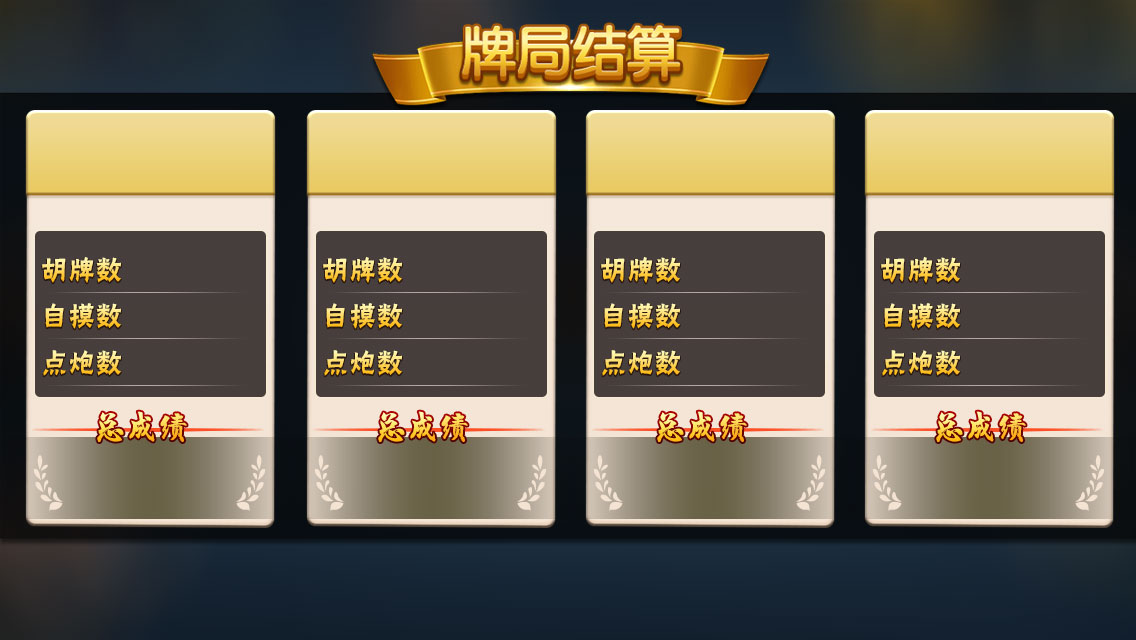 牌局结算
胡牌数
自摸数
点炮数
总成绩
胡牌数
自摸数
点炮数
总成绩
胡牌数
自摸数
点炮数
总成绩
胡牌数
自摸数
点炮数
总成绩